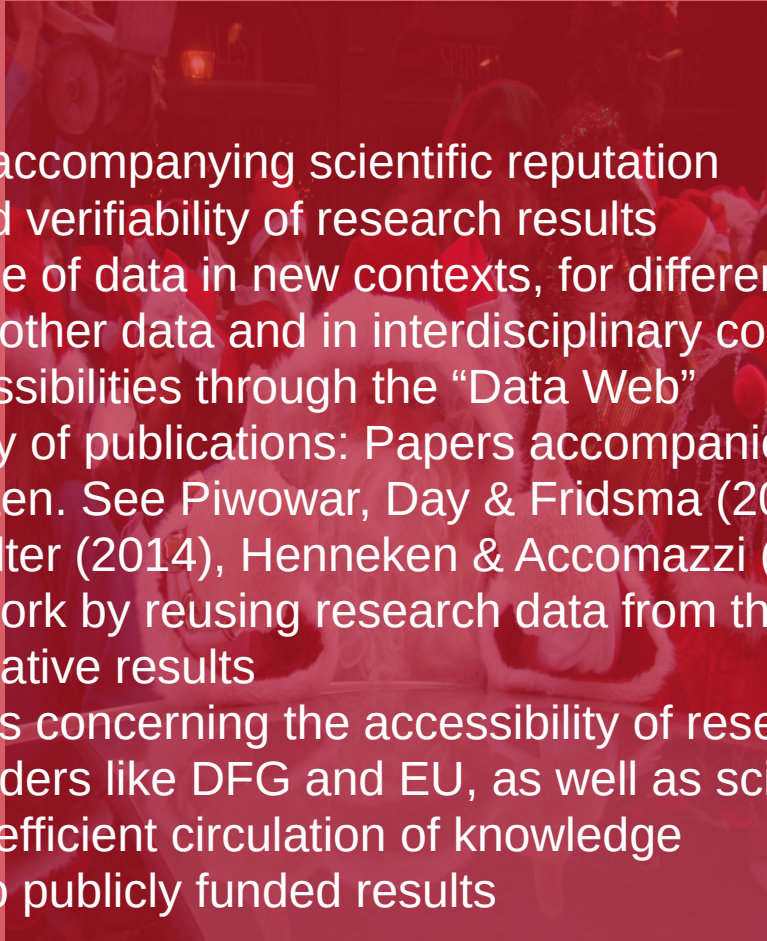 ALES
SPIRITS
accompanying scientific reputation
d verifiability of research results
e of data in new contexts, for differen
other data and in interdisciplinary co
ssibilities through the “Data Web”
y of publications: Papers accompanie
en. See Piwowar, Day & Fridsma (20
lter (2014), Henneken & Accomazzi (
ork by reusing research data from th
ative results
s concerning the accessibility of rese
ders like DFG and EU, as well as sci
efficient circulation of knowledge
o publicly funded results